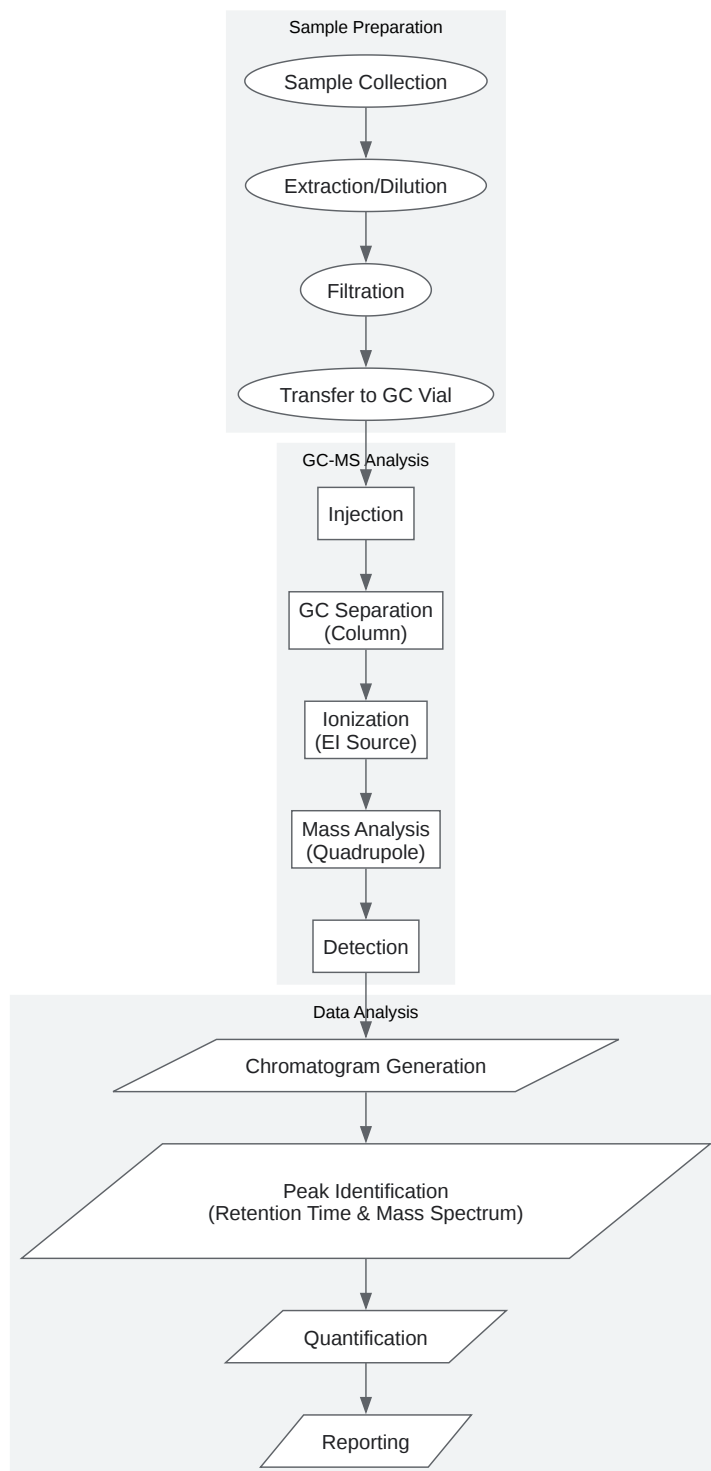 Sample Preparation
Sample Collection
Extraction/Dilution
Filtration
Transfer to GC Vial
GC-MS Analysis
Injection
GC Separation
(Column)
Ionization
(EI Source)
Mass Analysis
(Quadrupole)
Detection
Data Analysis
Chromatogram Generation
Peak Identification
(Retention Time & Mass Spectrum)
Quantification
Reporting